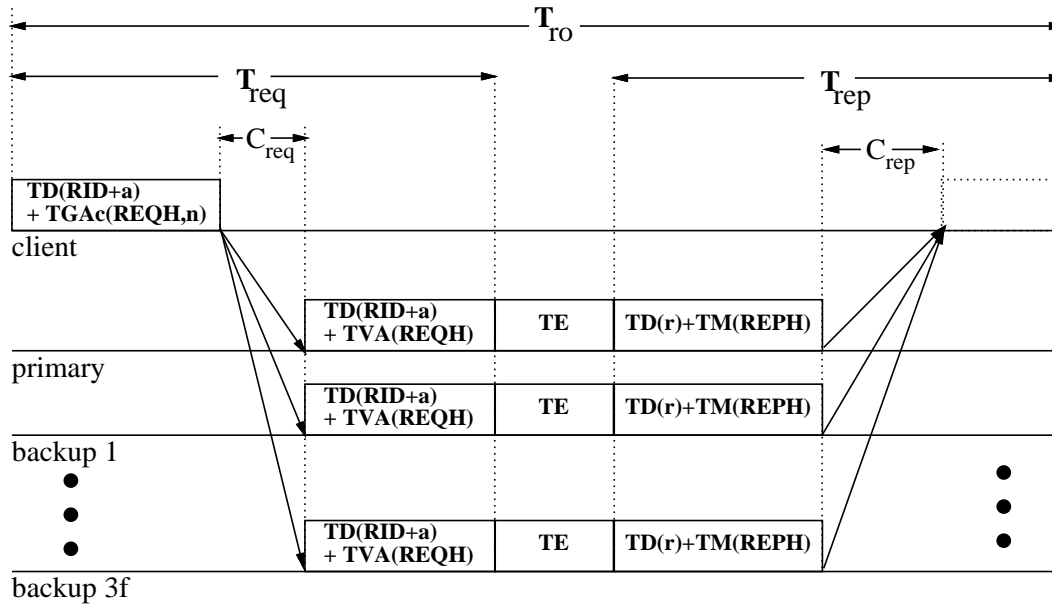 T_ro
T_req
T_rep
C_req
C_rep
TD(RID+a)
+ TGAc(REQH,n)
client
TD(RID+a)
+ TVA(REQH)
TE
TD(r)+TM(REPH)
primary
TD(RID+a)
+ TVA(REQH)
TE
TD(r)+TM(REPH)
backup 1
TD(RID+a)
+ TVA(REQH)
TE
TD(r)+TM(REPH)
backup 3f